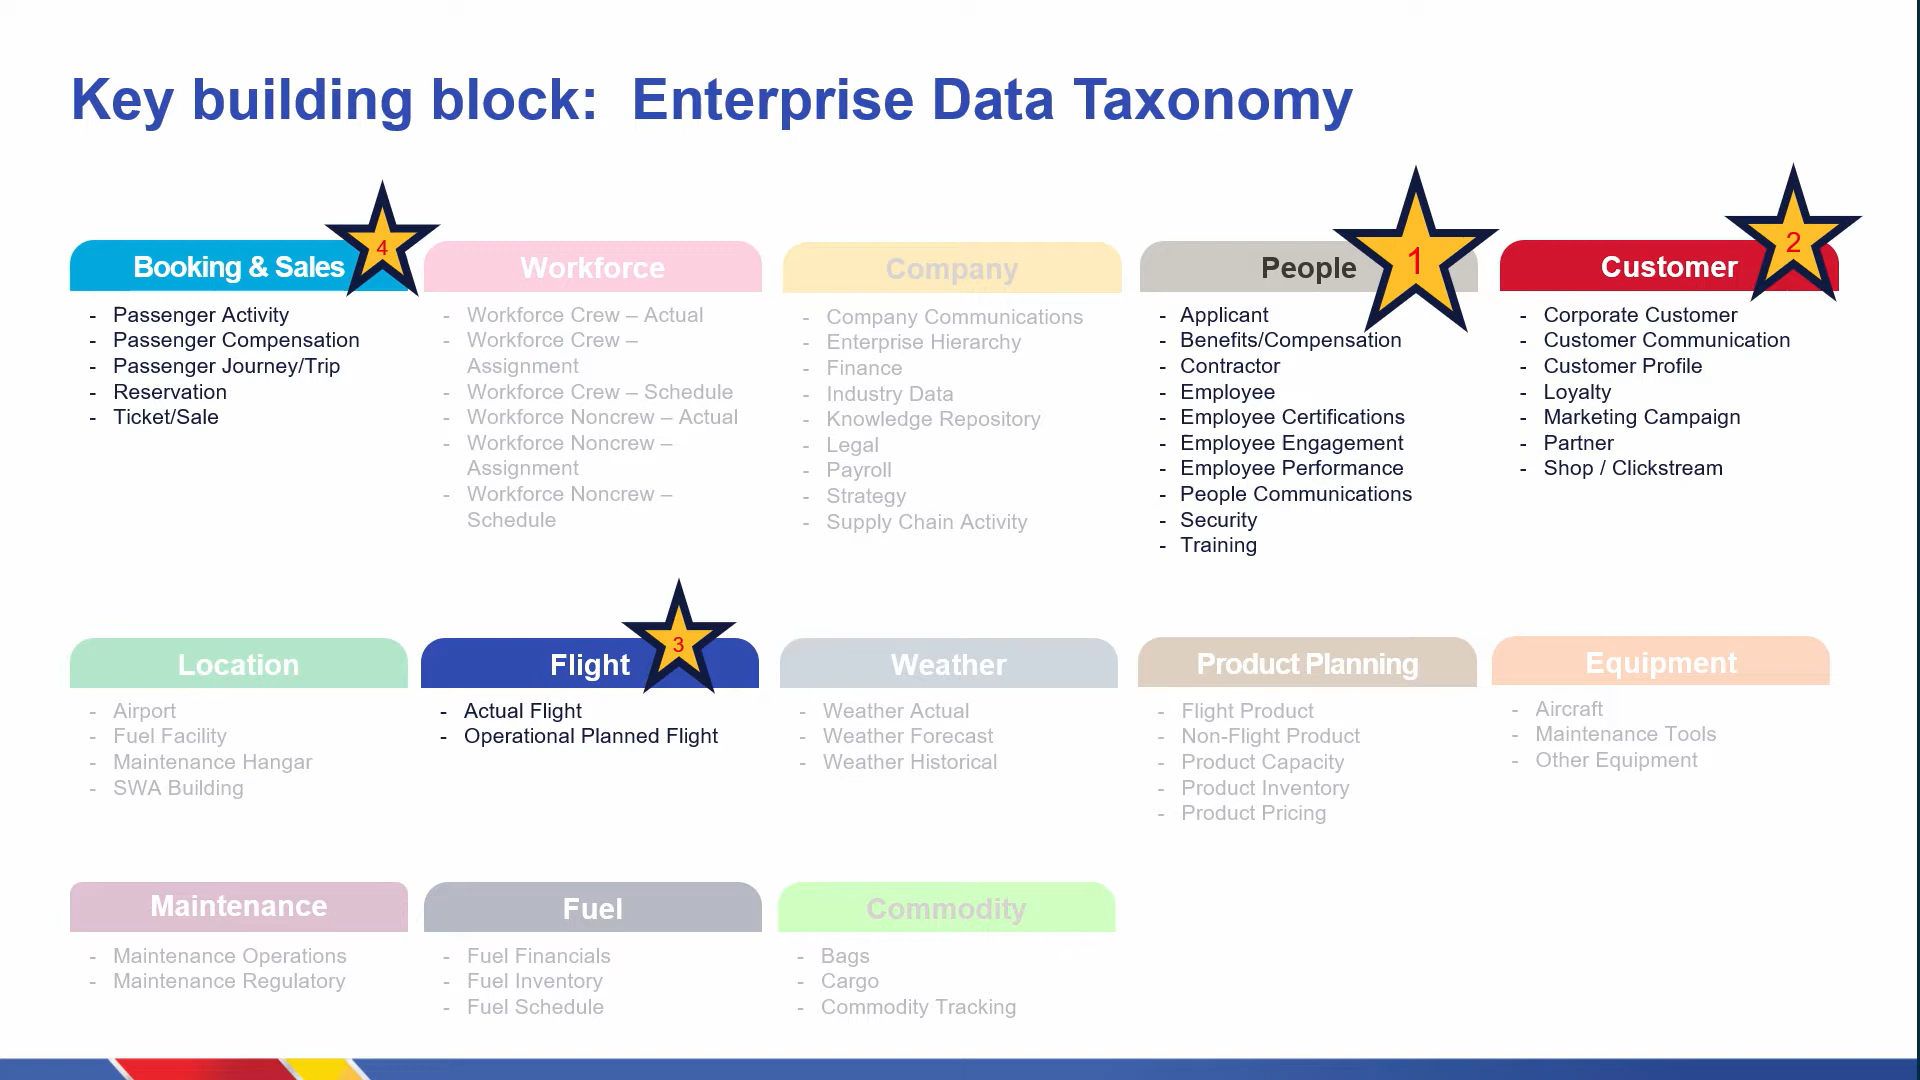 Key building block:  Enterprise Data Taxonomy
Booking & Sales
4
- Passenger Activity
- Passenger Compensation
- Passenger Journey/Trip
- Reservation
- Ticket/Sale
Workforce
- Workforce Crew – Actual
- Workforce Crew –
Assignment
- Workforce Crew – Schedule
- Workforce Noncrew – Actual
- Workforce Noncrew –
Assignment
- Workforce Noncrew –
Schedule
Company
- Company Communications
- Enterprise Hierarchy
- Finance
- Industry Data
- Knowledge Repository
- Legal
- Payroll
- Strategy
- Supply Chain Activity
People
1
- Applicant
- Benefits/Compensation
- Contractor
- Employee
- Employee Certifications
- Employee Engagement
- Employee Performance
- People Communications
- Security
- Training
Customer
2
- Corporate Customer
- Customer Communication
- Customer Profile
- Loyalty
- Marketing Campaign
- Partner
- Shop / Clickstream
Location
- Airport
- Fuel Facility
- Maintenance Hangar
- SWA Building
Flight
3
- Actual Flight
- Operational Planned Flight
Weather
- Weather Actual
- Weather Forecast
- Weather Historical
Product Planning
- Flight Product
- Non-Flight Product
- Product Capacity
- Product Inventory
- Product Pricing
Equipment
- Aircraft
- Maintenance Tools
- Other Equipment
Maintenance
- Maintenance Operations
- Maintenance Regulatory
Fuel
- Fuel Financials
- Fuel Inventory
- Fuel Schedule
Commodity
- Bags
- Cargo
- Commodity Tracking